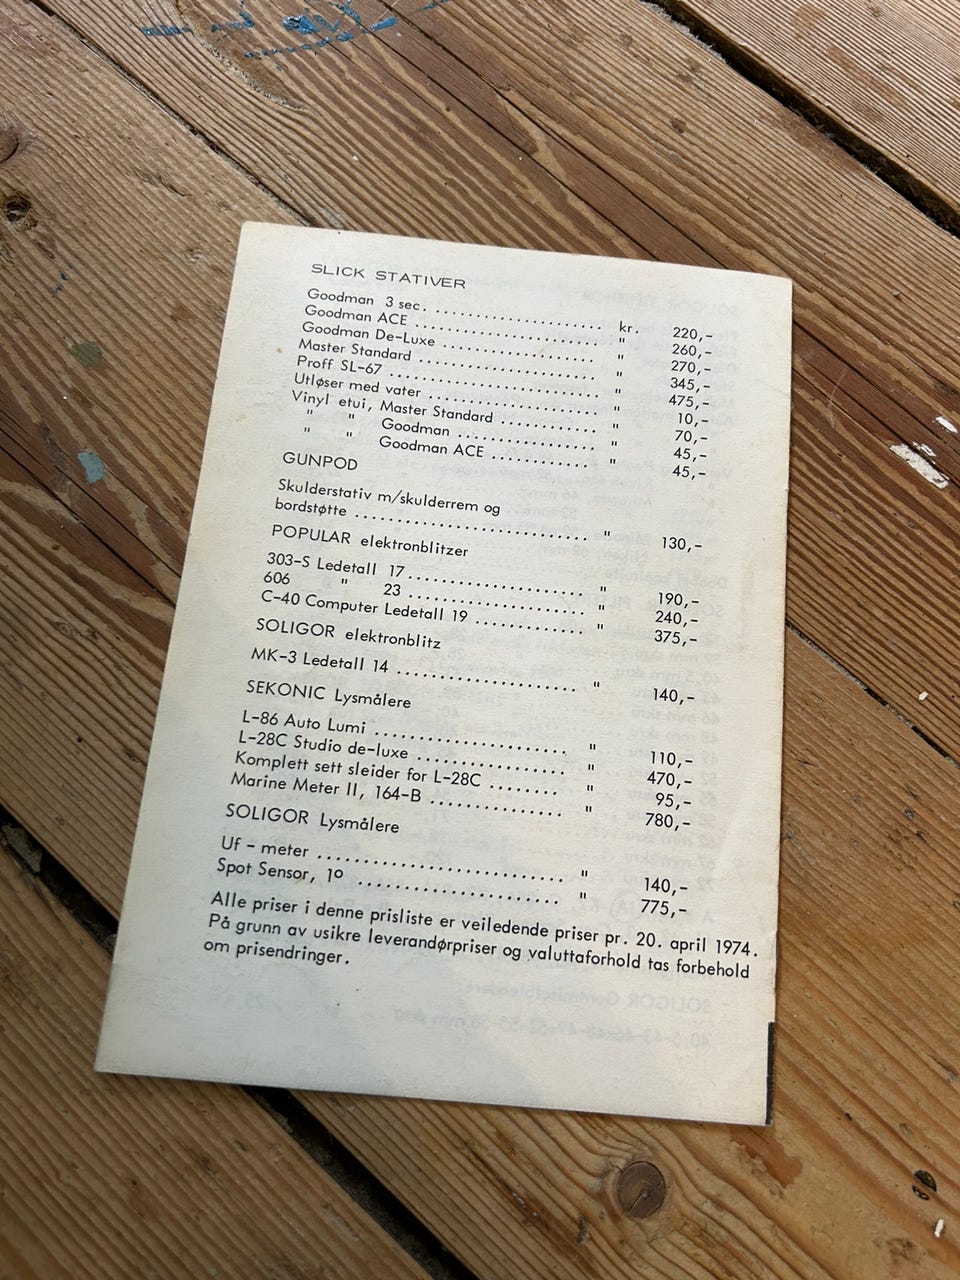 SLICK STATIVER
Goodman 3 sec. .......................... kr. 220,-
Goodman ACE .......................... " 260,-
Goodman De-Luxe ...................... " 270,-
Master Standard ........................ " 345,-
Proff SL-67 ............................. " 475,-
Utløser med vater ........................ " 10,-
Vinyl etui, Master Standard .............. " 70,-
" " Goodman .................... " 45,-
" " Goodman ACE .............. " 45,-
GUNPOD
Skulderstativ m/skulderrem og
bordstøtte ................................ " 130,-
POPULAR elektronblitzer
303-S Ledetall 17......................... " 190,-
606 " 23 ......................... " 240,-
C-40 Computer Ledetall 19 ............. " 375,-
SOLIGOR elektronblitz
MK-3 Ledetall 14 ......................... " 140,-
SEKONIC Lysmålere
L-86 Auto Lumi .......................... " 110,-
L-28C Studio de-luxe ................... " 470,-
Komplett sett sleider for L-28C ........ " 95,-
Marine Meter II, 164-B ................. " 780,-
SOLIGOR Lysmålere
Uf - meter ................................ " 140,-
Spot Sensor, 1° .......................... " 775,-
Alle priser i denne prisliste er veiledende priser pr. 20. april 1974.
På grunn av usikre leverandørpriser og valuttaforhold tas forbehold
om prisendringer.